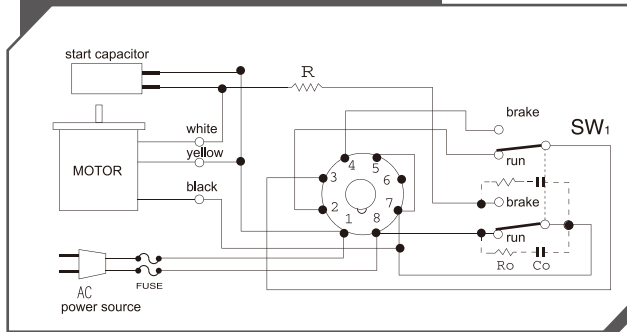 start capacitor
R
brake
SW1
white
run
yellow
MOTOR
black
4
5
3
6
2
7
1
8
brake
run
Ro
Co
AC
power source
FUSE